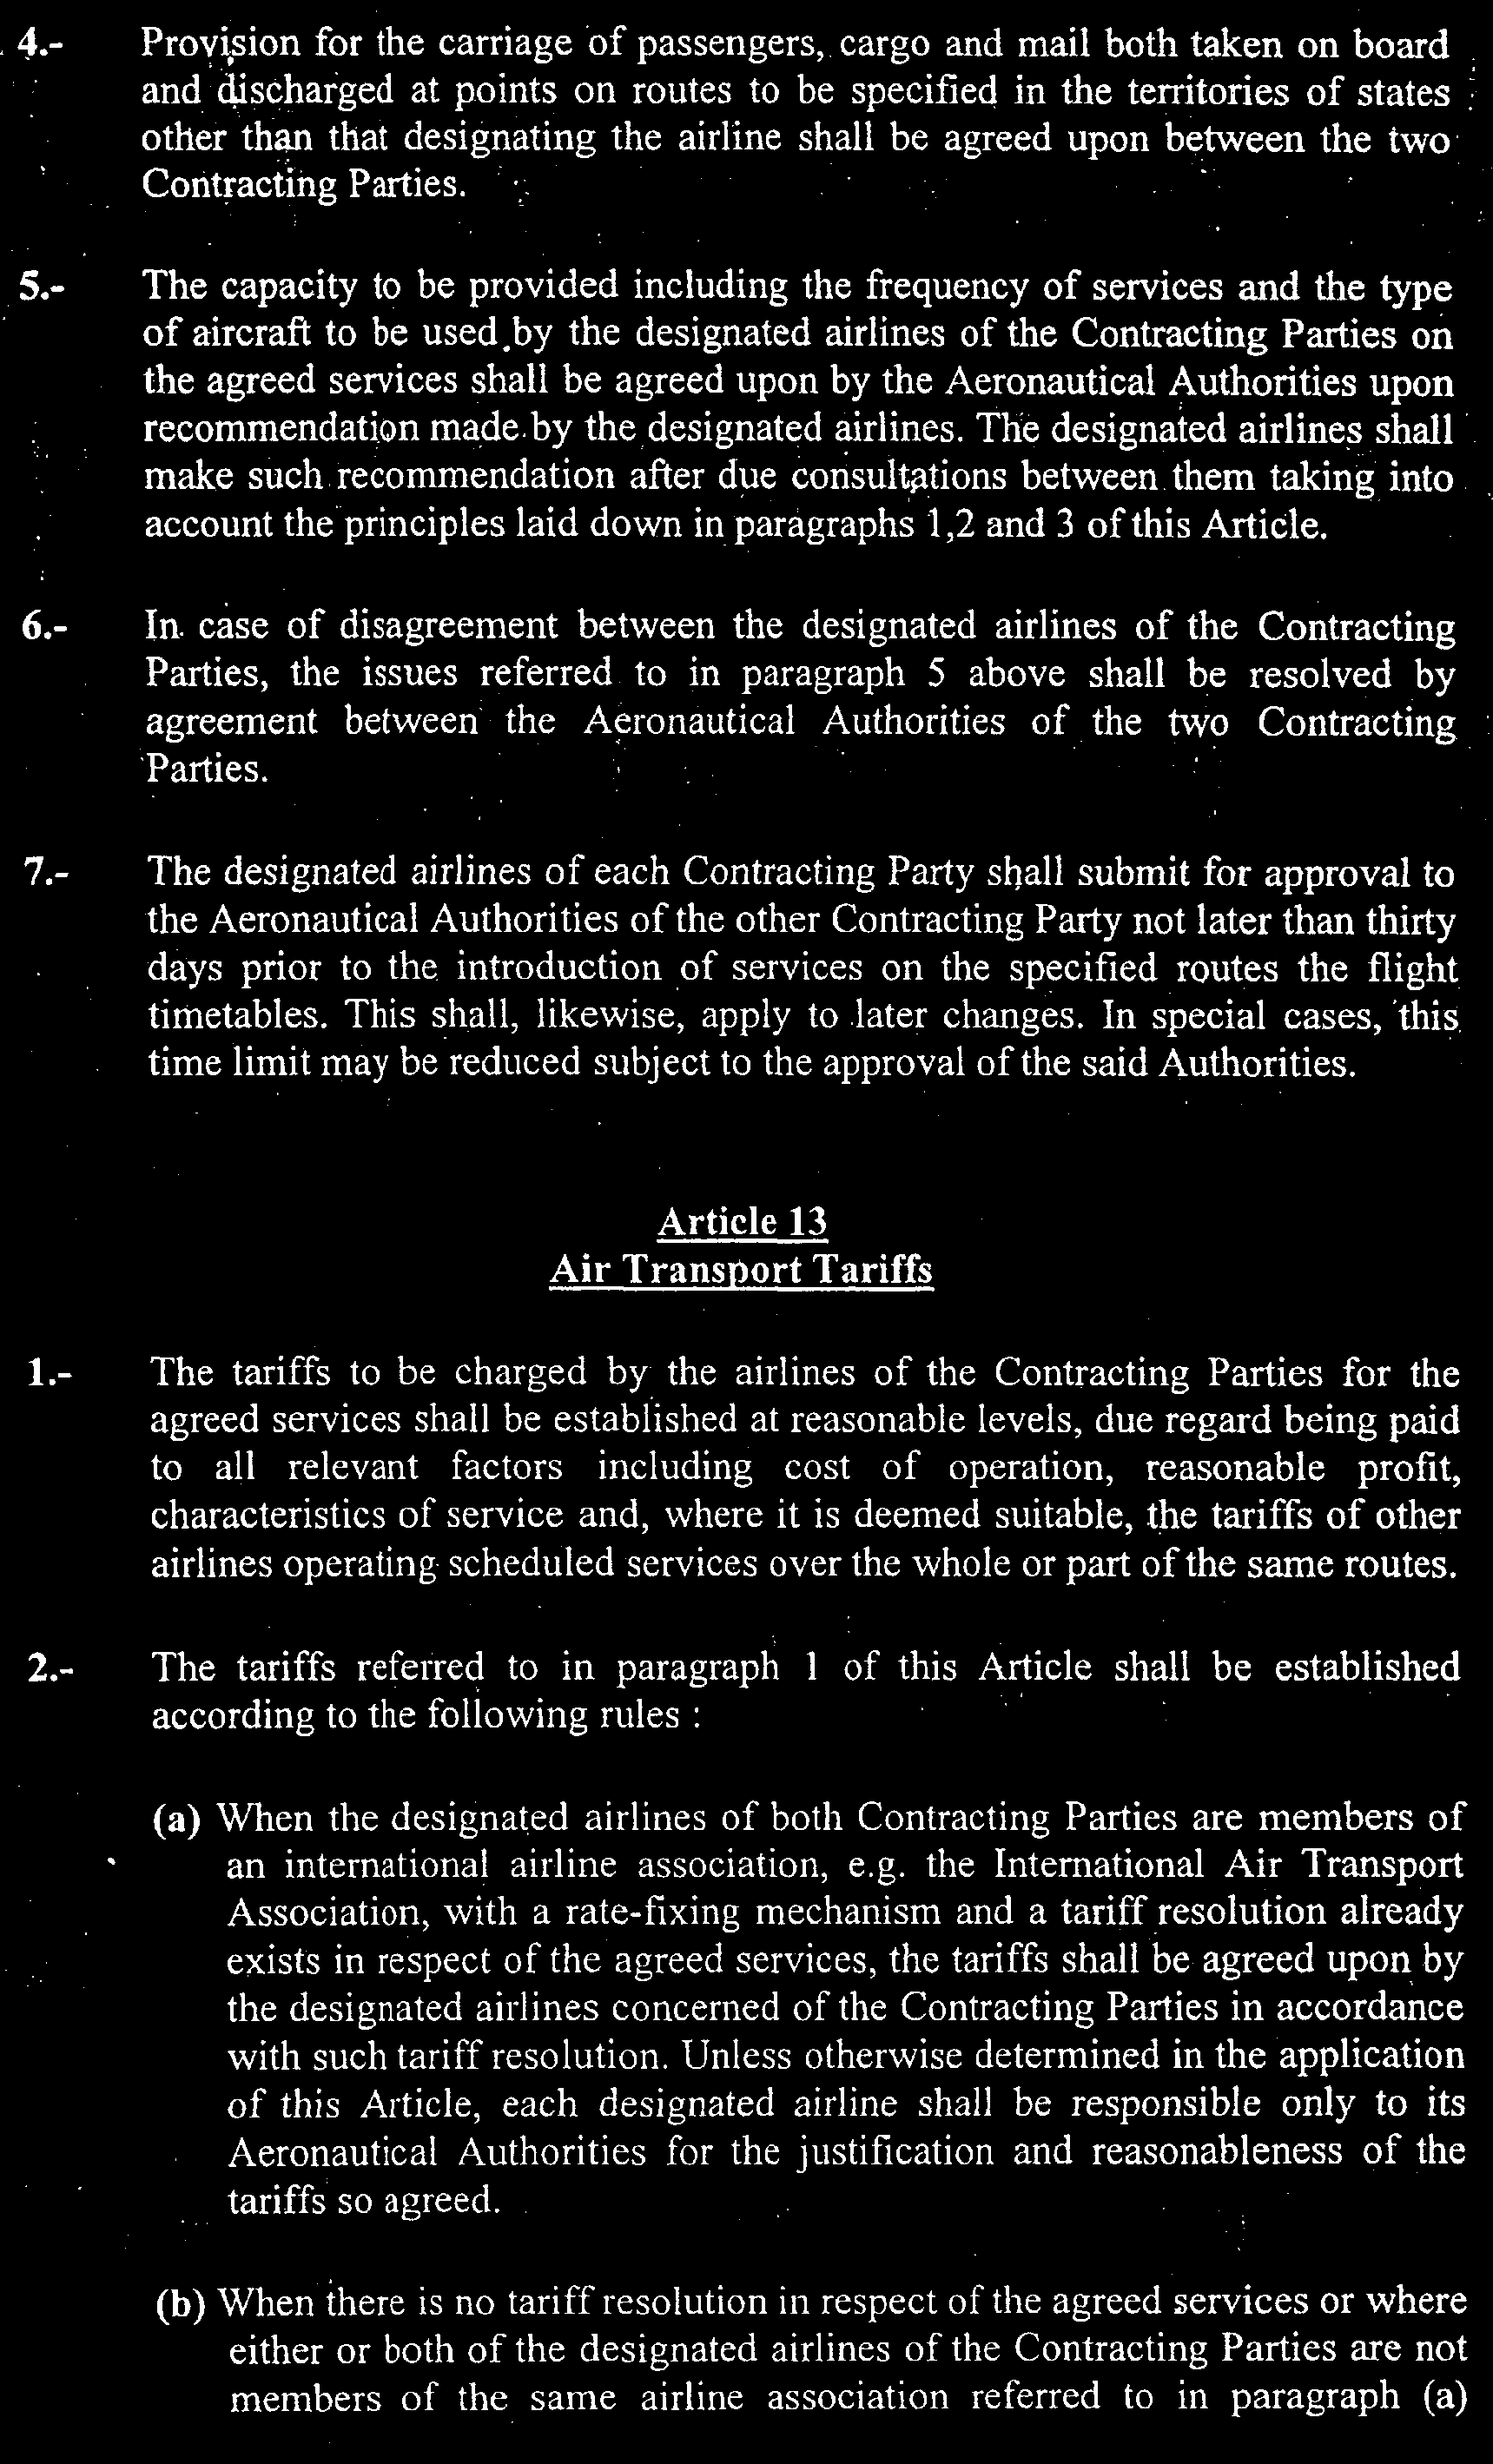 4.- Provision for the carriage of passengers, cargo and mail both taken on board
and discharged at points on routes to be specified in the territories of states
other than that designating the airline shall be agreed upon between the two
Contracting Parties.
5.- The capacity to be provided including the frequency of services and the type
of aircraft to be used by the designated airlines of the Contracting Parties on
the agreed services shall be agreed upon by the Aeronautical Authorities upon
recommendation made by the designated airlines. The designated airlines shall
make such recommendation after due consultations between them taking into
account the principles laid down in paragraphs 1,2 and 3 of this Article.
6.- In case of disagreement between the designated airlines of the Contracting
Parties, the issues referred to in paragraph 5 above shall be resolved by
agreement between the Aeronautical Authorities of the two Contracting
Parties.
7.- The designated airlines of each Contracting Party shall submit for approval to
the Aeronautical Authorities of the other Contracting Party not later than thirty
days prior to the introduction of services on the specified routes the flight
timetables. This shall, likewise, apply to later changes. In special cases, this
time limit may be reduced subject to the approval of the said Authorities.
Article 13
Air Transport Tariffs
1.- The tariffs to be charged by the airlines of the Contracting Parties for the
agreed services shall be established at reasonable levels, due regard being paid
to all relevant factors including cost of operation, reasonable profit,
characteristics of service and, where it is deemed suitable, the tariffs of other
airlines operating scheduled services over the whole or part of the same routes.
2.- The tariffs referred to in paragraph 1 of this Article shall be established
according to the following rules :
(a) When the designated airlines of both Contracting Parties are members of
an international airline association, e.g. the International Air Transport
Association, with a rate-fixing mechanism and a tariff resolution already
exists in respect of the agreed services, the tariffs shall be agreed upon by
the designated airlines concerned of the Contracting Parties in accordance
with such tariff resolution. Unless otherwise determined in the application
of this Article, each designated airline shall be responsible only to its
Aeronautical Authorities for the justification and reasonableness of the
tariffs so agreed.
(b) When there is no tariff resolution in respect of the agreed services or where
either or both of the designated airlines of the Contracting Parties are not
members of the same airline association referred to in paragraph (a)